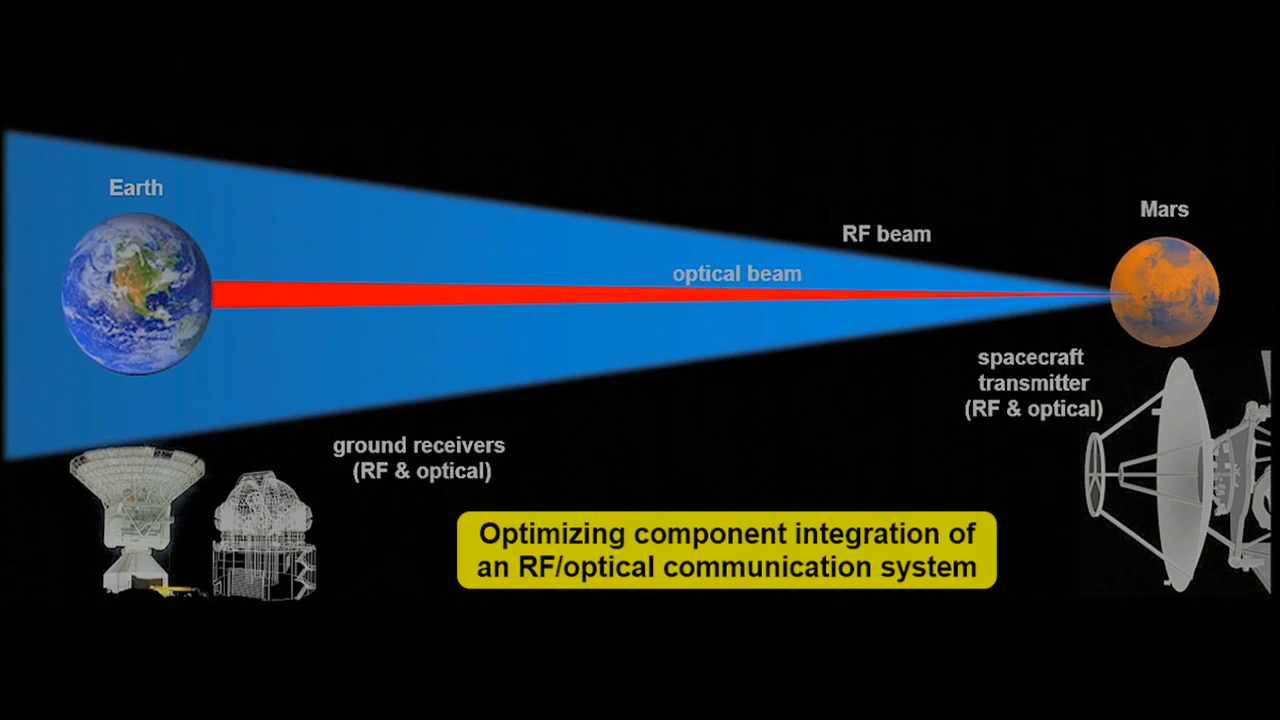 Earth
Mars
RF beam
optical beam
spacecraft
transmitter
(RF & optical)
ground receivers
(RF & optical)
Optimizing component integration of
an RF/optical communication system